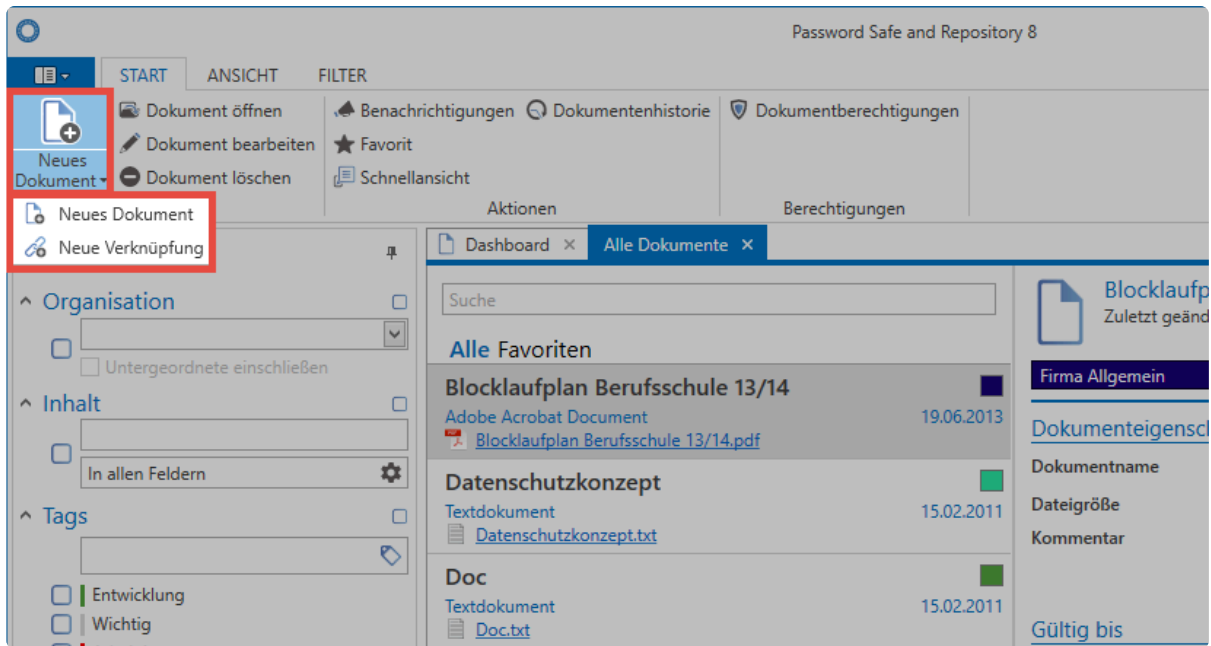 Password Safe and Repository 8
START ANSICHT FILTER
Neues
Dokument
Dokument öffnen
Dokument bearbeiten
Dokument löschen
Benachrichtigungen
Dokumentenhistorie
Favorit
Schnellansicht
Aktionen
Dokumentberechtigungen
Berechtigungen
Neues Dokument
Neue Verknüpfung
Organisation
Untergeordnete einschließen
Inhalt
In allen Feldern
Tags
Entwicklung
Wichtig
Dashboard
Alle Dokumente
Suche
Alle Favoriten
Blocklaufplan Berufsschule 13/14
Adobe Acrobat Document 19.06.2013
Blocklaufplan Berufsschule 13/14.pdf
Datenschutzkonzept
Textdokument 15.02.2011
Datenschutzkonzept.txt
Doc
Textdokument 15.02.2011
Doc.txt
Blocklaufp
Zuletzt geänd
Firma Allgemein
Dokumenteigensc
Dokumentname
Dateigröße
Kommentar
Gültig bis